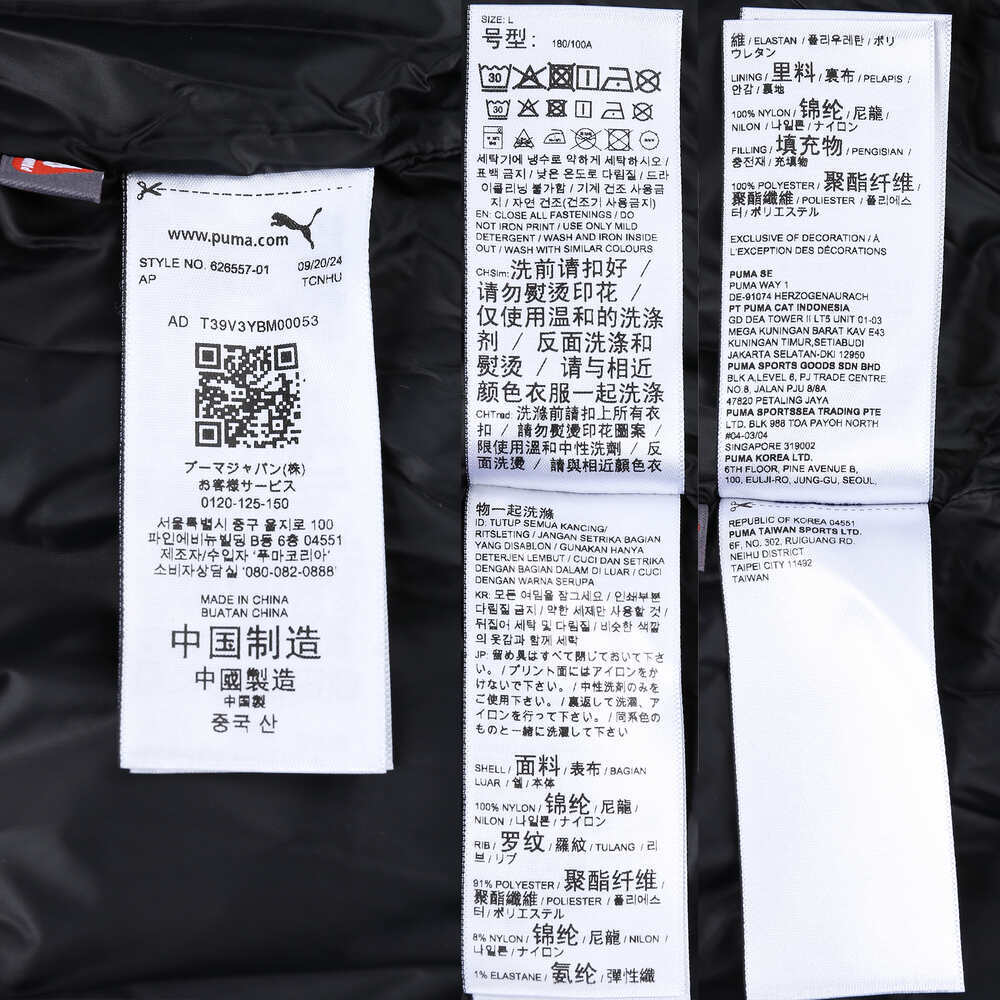 www.puma.com
STYLE NO. 626557-01 09/20/24
AP TCNHU
AD T39V3YBM00053
プーマジャパン(株)
お客様サービス
0120-125-150
서울특별시 중구 을지로 100
파인에비뉴빌딩 B동 6층 04551
제조자/수입자 '푸마코리아'
소비자상담실 '080-082-0888'
MADE IN CHINA
BUATAN CHINA
中国制造
中國製造
中国製
중국 산
SIZE: L
号型： 180/100A
30
30
세탁기에 냉수로 약하게 세탁하시오 /
표백 금지 / 낮은 온도로 다림질 / 드라
이클리닝 불가함 / 기계 건조 사용금
지 / 자연 건조(건조기 사용금지)
EN: CLOSE ALL FASTENINGS / DO
NOT IRON PRINT / USE ONLY MILD
DETERGENT / WASH AND IRON INSIDE
OUT / WASH WITH SIMILAR COLOURS
CHSim: 洗前请扣好 /
请勿熨烫印花 /
仅使用温和的洗涤
剂 / 反面洗涤和
熨烫 / 请与相近
颜色衣服一起洗涤
CHTrad: 洗滌前請扣上所有衣
扣 / 請勿熨燙印花圖案 /
限使用溫和中性洗劑 / 反
面洗燙 / 請與相近顏色衣
物一起洗滌
ID: TUTUP SEMUA KANCING/
RITSLETING / JANGAN SETRIKA BAGIAN
YANG DISABLON / GUNAKAN HANYA
DETERJEN LEMBUT / CUCI DAN SETRIKA
DENGAN BAGIAN DALAM DI LUAR / CUCI
DENGAN WARNA SERUPA
KR: 모든 여밈을 잠그세요 / 인쇄부분
다림질 금지 / 약한 세제만 사용할 것 /
뒤집어 세탁 및 다림질 / 비슷한 색깔
의 옷감과 함께 세탁
JP: 留め具はすべて閉じておいて下さ
い。/ プリント面にはアイロンをか
けないで下さい。/ 中性洗剤のみを
ご使用下さい。/ 裏返して洗濯、ア
イロンを行って下さい。/ 同系色の
ものと一緒に洗濯して下さい
SHELL / 面料 / 表布 / BAGIAN
LUAR / 쉘 / 本体
100% NYLON / 锦纶 / 尼龍 /
NILON / 나일론 / ナイロン
RIB / 罗纹 / 羅紋 / TULANG / 리
브 / リブ
91% POLYESTER / 聚酯纤维 /
聚酯纖維 / POLIESTER / 폴리에스
터 / ポリエステル
8% NYLON / 锦纶 / 尼龍 / NILON /
나일론 / ナイロン
1% ELASTANE / 氨纶 / 彈性纖
維 / ELASTAN / 폴리우레탄 / ポリ
ウレタン
LINING / 里料 / 裏布 / PELAPIS /
안감 / 裏地
100% NYLON / 锦纶 / 尼龍 /
NILON / 나일론 / ナイロン
FILLING / 填充物 / PENGISIAN /
충전재 / 充填物
100% POLYESTER / 聚酯纤维 /
聚酯纖維 / POLIESTER / 폴리에스
터 / ポリエステル
EXCLUSIVE OF DECORATION / À
L'EXCEPTION DES DÉCORATIONS
PUMA SE
PUMA WAY 1
DE-91074 HERZOGENAURACH
PT PUMA CAT INDONESIA
GD DEA TOWER II LT5 UNIT 01-03
MEGA KUNINGAN BARAT KAV E43
KUNINGAN TIMUR,SETIABUDI
JAKARTA SELATAN-DKI 12950
PUMA SPORTS GOODS SDN BHD
BLK A,LEVEL 6, PJ TRADE CENTRE
NO.8, JALAN PJU 8/8A
47820 PETALING JAYA
PUMA SPORTSSEA TRADING PTE
LTD. BLK 988 TOA PAYOH NORTH
#04-03/04
SINGAPORE 319002
PUMA KOREA LTD.
6TH FLOOR, PINE AVENUE B,
100, EULJI-RO, JUNG-GU, SEOUL,
REPUBLIC OF KOREA 04551
PUMA TAIWAN SPORTS LTD.
6F, NO. 302, RUIGUANG RD.
NEIHU DISTRICT
TAIPEI CITY 11492
TAIWAN